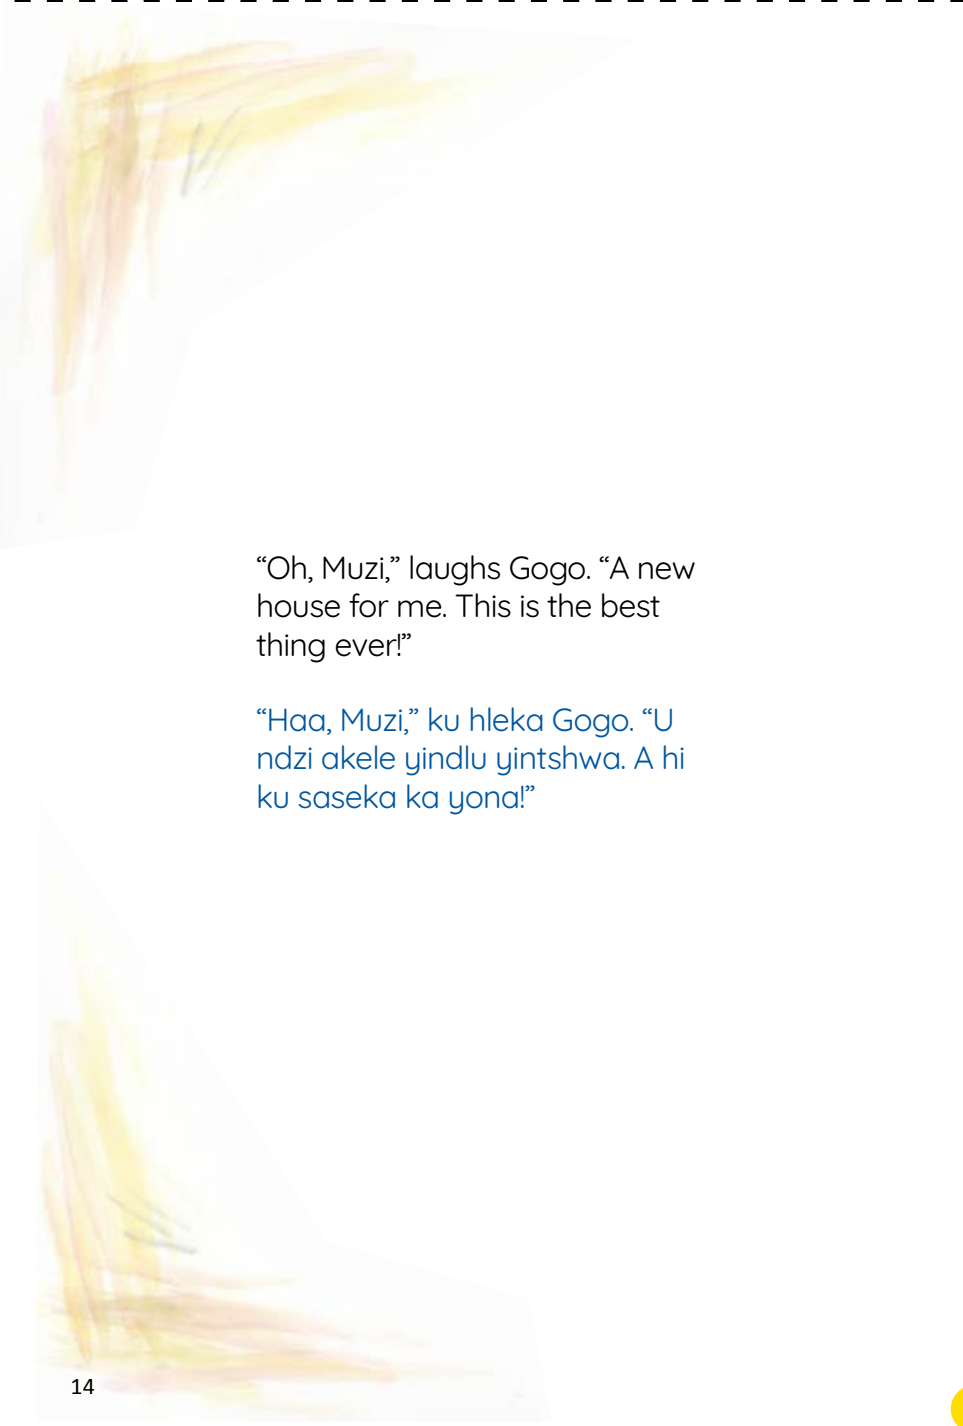 “Oh, Muzi,” laughs Gogo. “A new
house for me. This is the best
thing ever!”
“Haa, Muzi,” ku hleka Gogo. “U
ndzi akele yindlu yintshwa. A hi
ku saseka ka yona!”
14